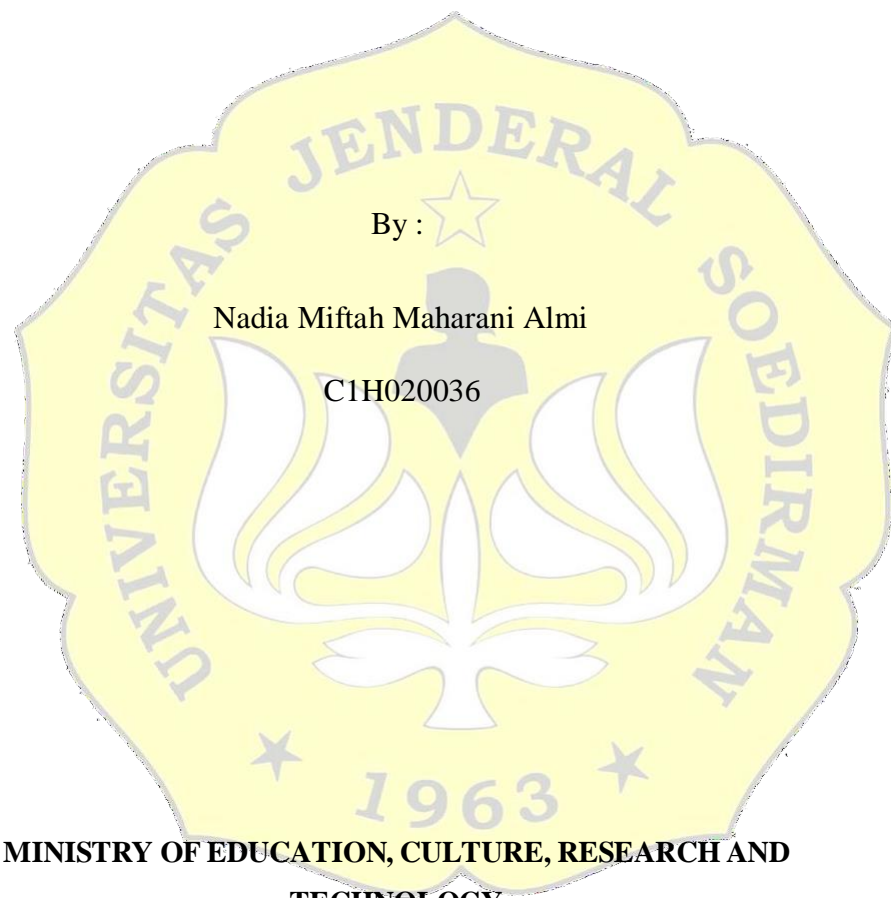 UNIVERSITAS JENDERAL SOEDIRMAN
By :
Nadia Miftah Maharani Almi
C1H020036
1963
MINISTRY OF EDUCATION, CULTURE, RESEARCH AND
TECHNOLOGY